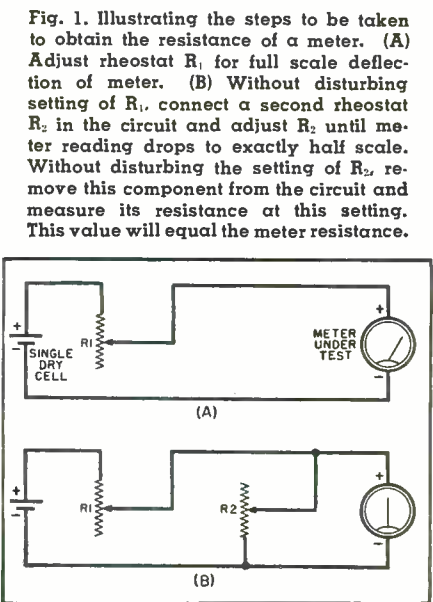 Fig. 1. Illustrating the steps to be taken
to obtain the resistance of a meter. (A)
Adjust rheostat R₁ for full scale deflec-
tion of meter. (B) Without disturbing
setting of R₁, connect a second rheostat
R₂ in the circuit and adjust R₂ until me-
ter reading drops to exactly half scale.
Without disturbing the setting of R₂, re-
move this component from the circuit and
measure its resistance at this setting.
This value will equal the meter resistance.
+
-
SINGLE
DRY
CELL
R1
METER
UNDER
TEST
+
-
(A)
+
-
R1
R2
+
-
(B)